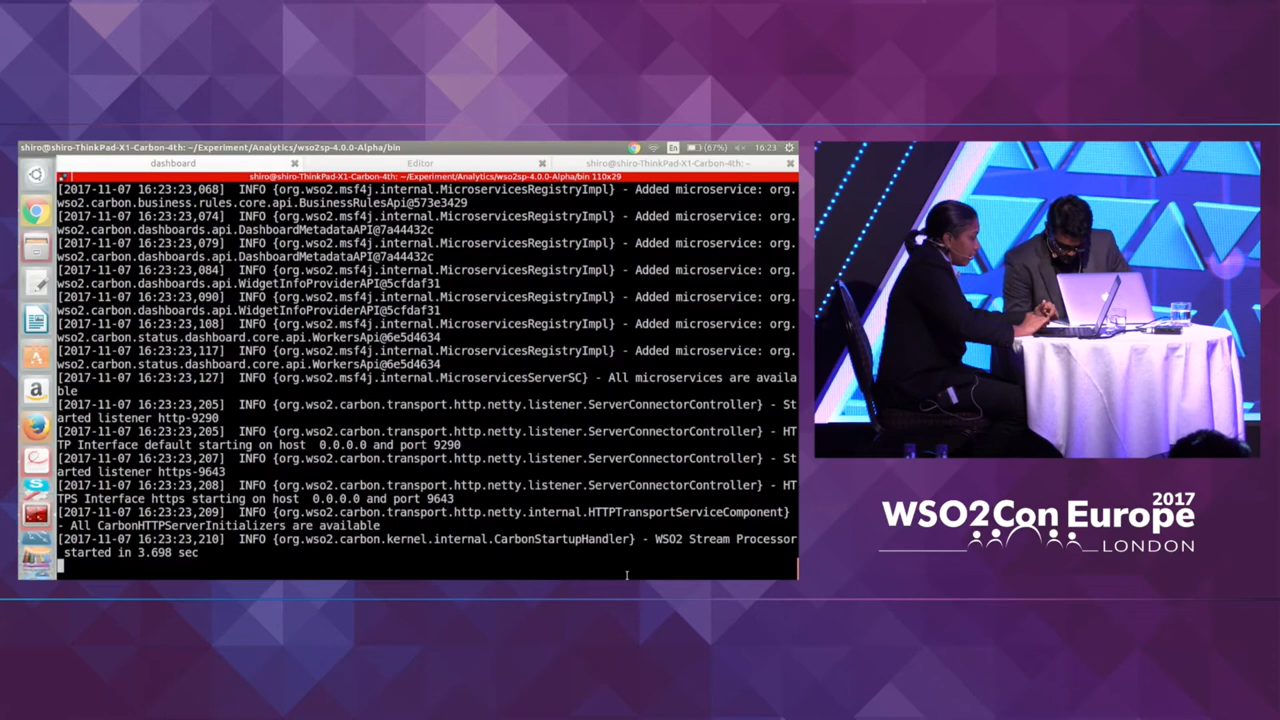 shiro@shiro-ThinkPad-X1-Carbon-4th: ~/Experiment/Analytics/wso2sp-4.0.0-Alpha/bin
En
(67%)
16:23
dashboard
Editor
shiro@shiro-ThinkPad-X1-Carbon-4th: ~
shiro@shiro-ThinkPad-X1-Carbon-4th: ~/Experiment/Analytics/wso2sp-4.0.0-Alpha/bin 110x29
[2017-11-07 16:23:23,068] INFO {org.wso2.msf4j.internal.MicroservicesRegistryImpl} - Added microservice: org.
wso2.carbon.business.rules.core.api.BusinessRulesApi@573e3429
[2017-11-07 16:23:23,074] INFO {org.wso2.msf4j.internal.MicroservicesRegistryImpl} - Added microservice: org.
wso2.carbon.dashboards.api.DashboardMetadataAPI@7a44432c
[2017-11-07 16:23:23,079] INFO {org.wso2.msf4j.internal.MicroservicesRegistryImpl} - Added microservice: org.
wso2.carbon.dashboards.api.DashboardMetadataAPI@7a44432c
[2017-11-07 16:23:23,084] INFO {org.wso2.msf4j.internal.MicroservicesRegistryImpl} - Added microservice: org.
wso2.carbon.dashboards.api.WidgetInfoProviderAPI@5cfdaf31
[2017-11-07 16:23:23,090] INFO {org.wso2.msf4j.internal.MicroservicesRegistryImpl} - Added microservice: org.
wso2.carbon.dashboards.api.WidgetInfoProviderAPI@5cfdaf31
[2017-11-07 16:23:23,108] INFO {org.wso2.msf4j.internal.MicroservicesRegistryImpl} - Added microservice: org.
wso2.carbon.status.dashboard.core.api.WorkersApi@6e5d4634
[2017-11-07 16:23:23,117] INFO {org.wso2.msf4j.internal.MicroservicesRegistryImpl} - Added microservice: org.
wso2.carbon.status.dashboard.core.api.WorkersApi@6e5d4634
[2017-11-07 16:23:23,127] INFO {org.wso2.msf4j.internal.MicroservicesServerSC} - All microservices are availa
ble
[2017-11-07 16:23:23,205] INFO {org.wso2.carbon.transport.http.netty.listener.ServerConnectorController} - St
arted listener http-9290
[2017-11-07 16:23:23,205] INFO {org.wso2.carbon.transport.http.netty.listener.ServerConnectorController} - HT
TP Interface default starting on host 0.0.0.0 and port 9290
[2017-11-07 16:23:23,207] INFO {org.wso2.carbon.transport.http.netty.listener.ServerConnectorController} - St
arted listener https-9643
[2017-11-07 16:23:23,208] INFO {org.wso2.carbon.transport.http.netty.listener.ServerConnectorController} - HT
TPS Interface https starting on host 0.0.0.0 and port 9643
[2017-11-07 16:23:23,209] INFO {org.wso2.carbon.transport.http.netty.internal.HTTPTransportServiceComponent}
- All CarbonHTTPServerInitializers are available
[2017-11-07 16:23:23,210] INFO {org.wso2.carbon.kernel.internal.CarbonStartupHandler} - WSO2 Stream Processor
started in 3.698 sec
2017
WSO2Con Europe
LONDON